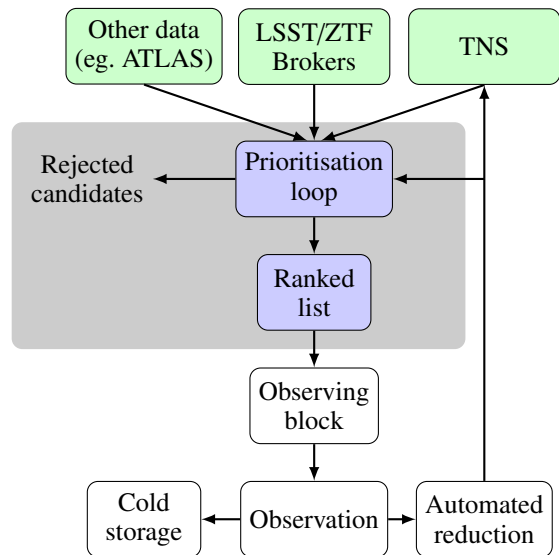 Other data
(eg. ATLAS)
LSST/ZTF
Brokers
TNS
Rejected
candidates
Prioritisation
loop
Ranked
list
Observing
block
Cold
storage
Observation
Automated
reduction